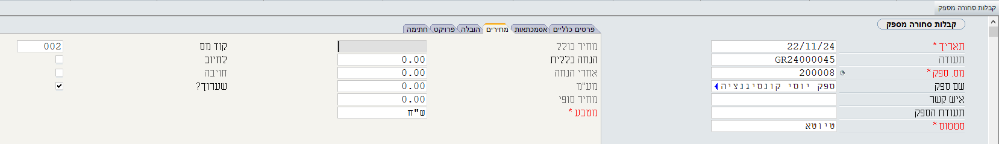 קבלות סחורה מספק
קבלות סחורה מספק
פרטים כלליים אסמכתאות מחירים הובלה פרויקט חתימה
תאריך * 22/11/24 מחיר כולל קוד מס 002
תעודה GR24000045 הנחה כללית 0.00 לחיוב
מס. ספק * 200008 אחרי הנחה 0.00 חויבה
שם ספק ספק יוסי קונסיגנציה מע"מ 0.00 שערוך?
איש קשר מחיר סופי 0.00
תעודת הספק מטבע * ש"ח
סטטוס * טיוטא